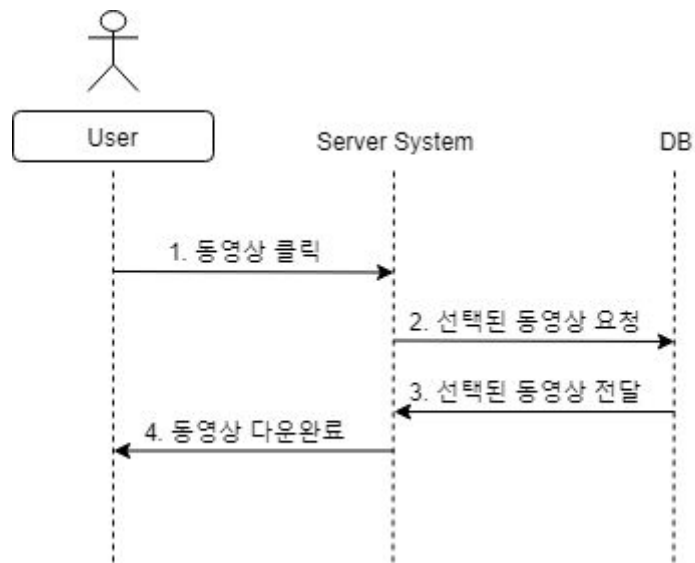 User
Server System
DB
1. 동영상 클릭
2. 선택된 동영상 요청
3. 선택된 동영상 전달
4. 동영상 다운완료